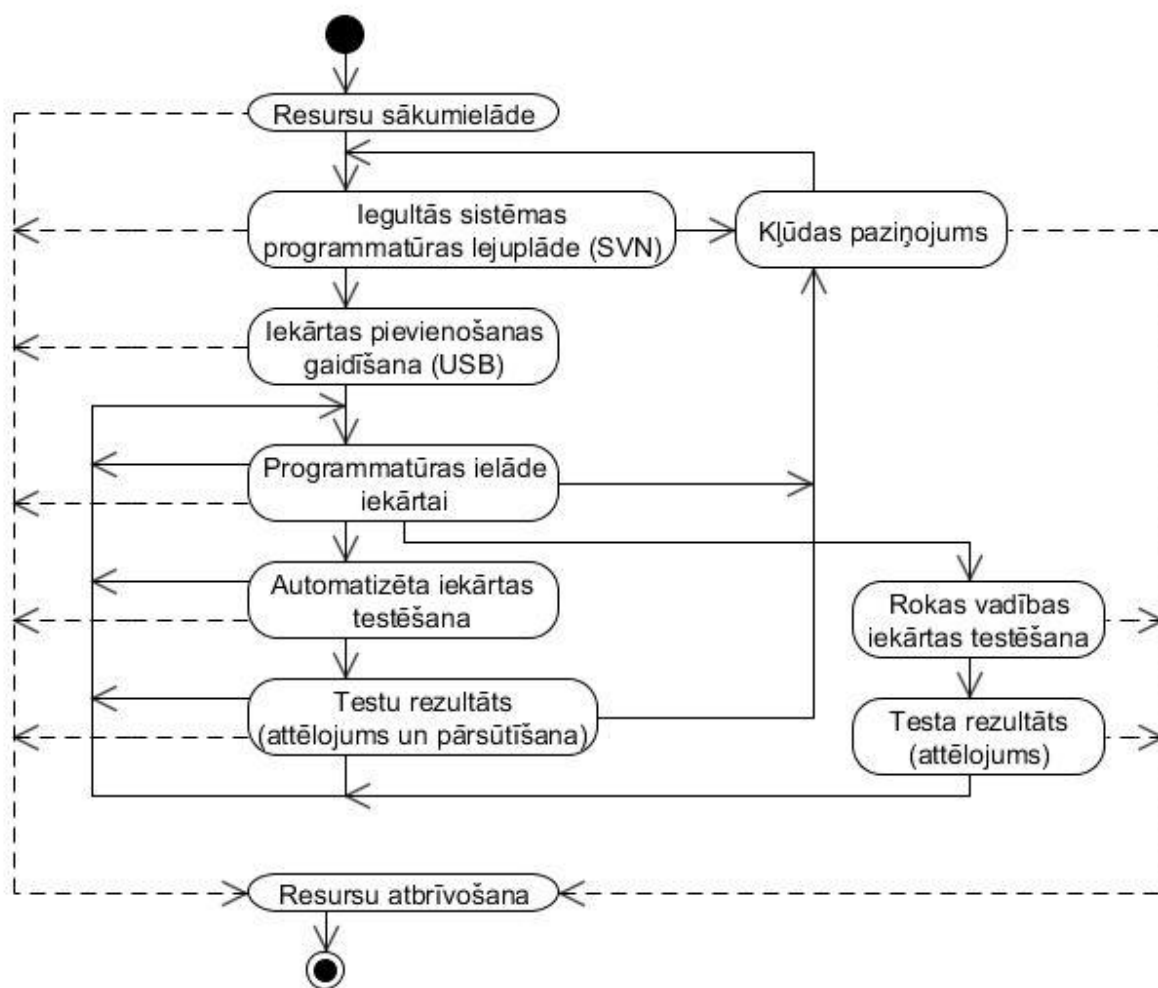 Resursu sākumielāde
Iegultās sistēmas
programmatūras lejuplāde (SVN)
Kļūdas paziņojums
Iekārtas pievienošanas
gaidīšana (USB)
Programmatūras ielāde
iekārtai
Automatizēta iekārtas
testēšana
Rokas vadības
iekārtas testēšana
Testu rezultāts
(attēlojums un pārsūtīšana)
Testa rezultāts
(attēlojums)
Resursu atbrīvošana